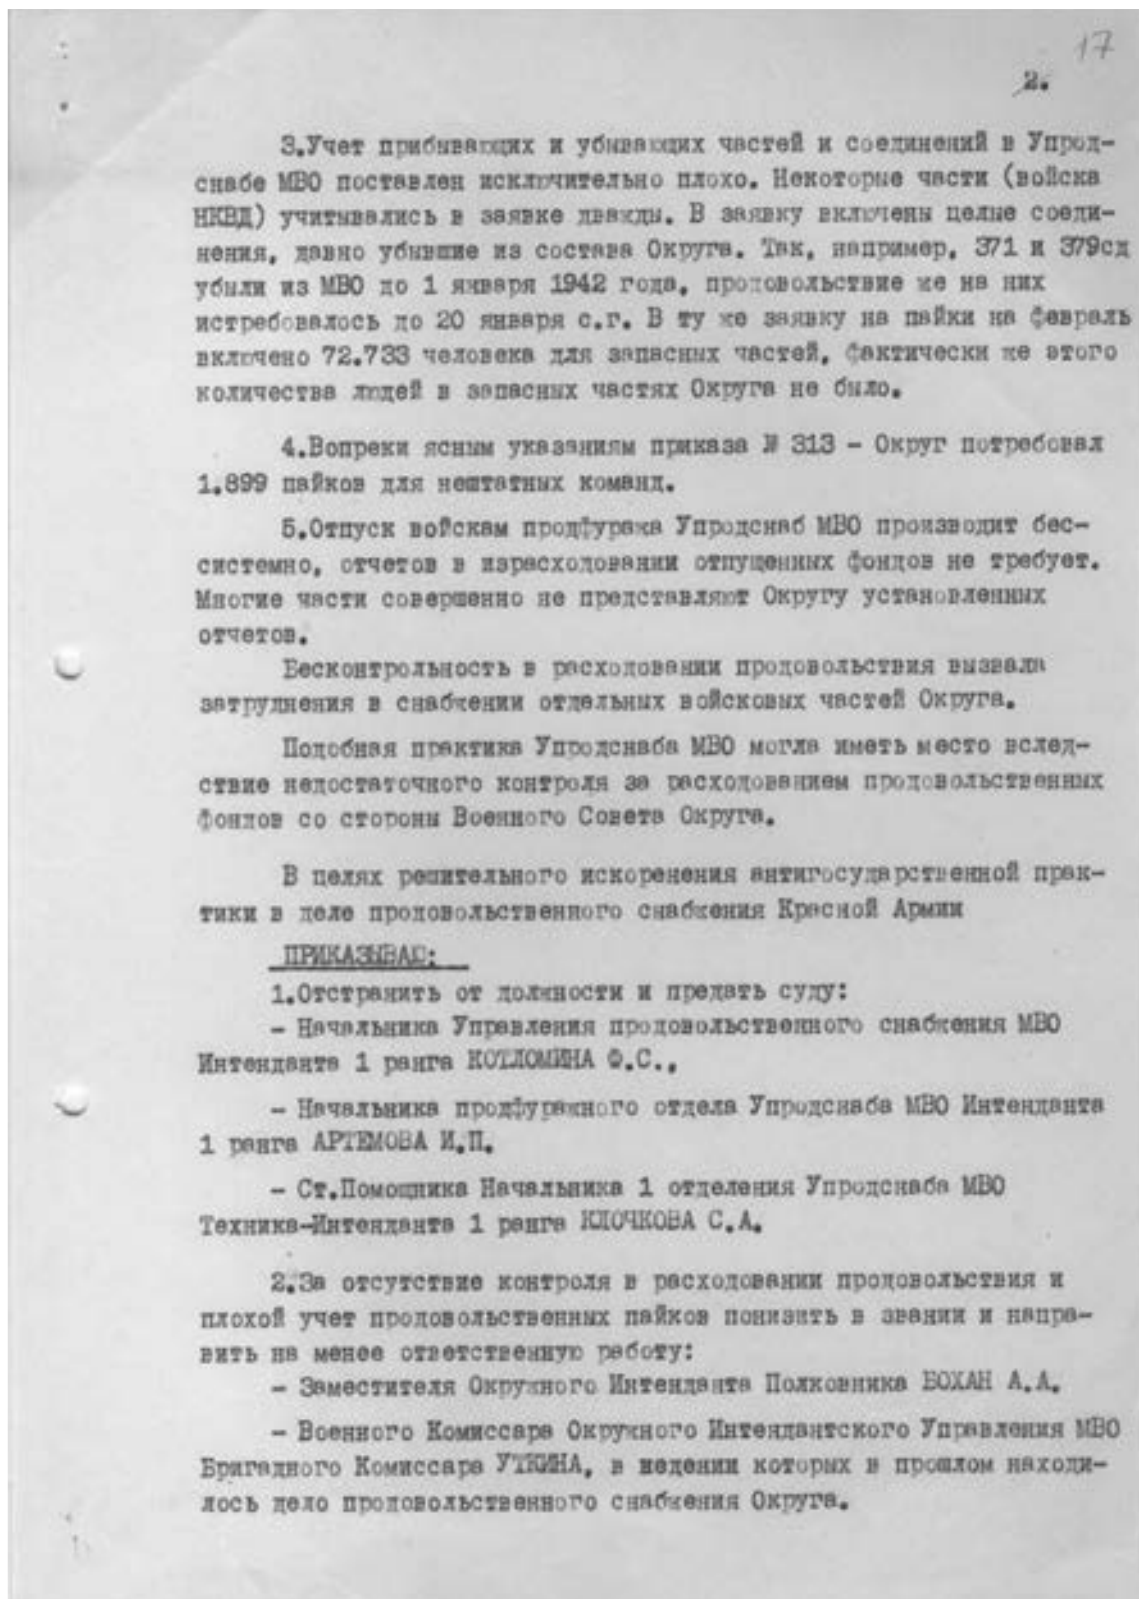 17
2.
3.Учет прибывающих и убывающих частей и соединений в Упрод-
снабе МВО поставлен исключительно плохо. Некоторые части (войска
НКВД) учитывались в заявке дважды. В заявку включены целые соеди-
нения, давно убывшие из состава Округа. Так, например, 371 и 379сд
убыли из МВО до 1 января 1942 года, продовольствие же на них
истребовалось до 20 января с.г. В ту же заявку на пайки на февраль
включено 72.733 человека для запасных частей, фактически же этого
количества людей в запасных частях Округа не было.
4.Вопреки ясным указаниям приказа № 313 – Округ потребовал
1.899 пайков для нештатных команд.
5.Отпуск войскам продфуража Упродснаб МВО производит бес-
системно, отчетов в израсходовании отпущенных фондов не требует.
Многие части совершенно не представляют Округу установленных
отчетов.
Бесконтрольность в расходовании продовольствия вызвала
затруднения в снабжении отдельных войсковых частей Округа.
Подобная практика Упродснаба МВО могла иметь место вслед-
ствие недостаточного контроля за расходованием продовольственных
фондов со стороны Военного Совета Округа.
В целях решительного искоренения антигосударственной прак-
тики в деле продовольственного снабжения Красной Армии
ПРИКАЗЫВАЮ:
1.Отстранить от должности и предать суду:
– Начальника Управления продовольственного снабжения МВО
Интенданта 1 ранга КОТЛОМИНА Ф.С.,
– Начальника продфуражного отдела Упродснаба МВО Интенданта
1 ранга АРТЕМОВА И.П.
– Ст.Помощника Начальника 1 отделения Упродснаба МВО
Техника-Интенданта 1 ранга КЛОЧКОВА С.А.
2.За отсутствие контроля в расходовании продовольствия и
плохой учет продовольственных пайков понизить в звании и напра-
вить на менее ответственную работу:
– Заместителя Окружного Интенданта Полковника БОХАН А.А.
– Военного Комиссара Окружного Интендантского Управления МВО
Бригадного Комиссара УТКИНА, в ведении которых в прошлом находи-
лось дело продовольственного снабжения Округа.